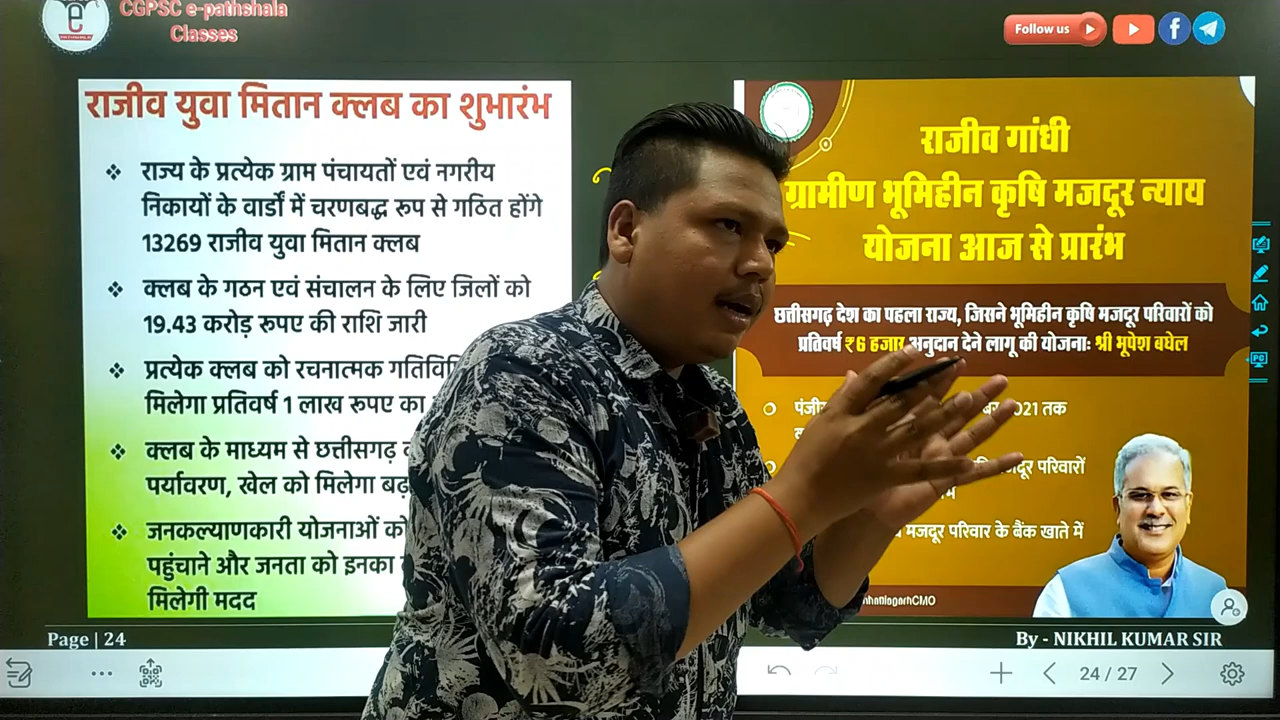 e
CGPSC e-pathshala
Classes
Follow us
राजीव युवा मितान क्लब का शुभारंभ
राज्य के प्रत्येक ग्राम पंचायतों एवं नगरीय
निकायों के वार्डों में चरणबद्ध रूप से गठित होंगे
13269 राजीव युवा मितान क्लब
क्लब के गठन एवं संचालन के लिए जिलों को
19.43 करोड़ रूपए की राशि जारी
प्रत्येक क्लब को रचनात्मक
मिलेगा प्रतिवर्ष 1 लाख रूपए का
क्लब के माध्यम से छत्तीसगढ़
पर्यावरण, खेल को मिलेगा
जनकल्याणकारी योजनाओं को
पहुंचाने और जनता को इनका
मिलेगी मदद
राजीव गांधी
ग्रामीण भूमिहीन कृषि मजदूर न्याय
योजना आज से प्रारंभ
छत्तीसगढ़ देश का पहला राज्य, जिसने भूमिहीन कृषि मजदूर परिवारों को
प्रतिवर्ष ₹6 हजार अनुदान देने लागू की योजनाः श्री भूपेश बघेल
2021 तक
परिवारों
मजदूर परिवार के बैंक खाते में
Page | 24
By - NIKHIL KUMAR SIR
24 / 27
PC